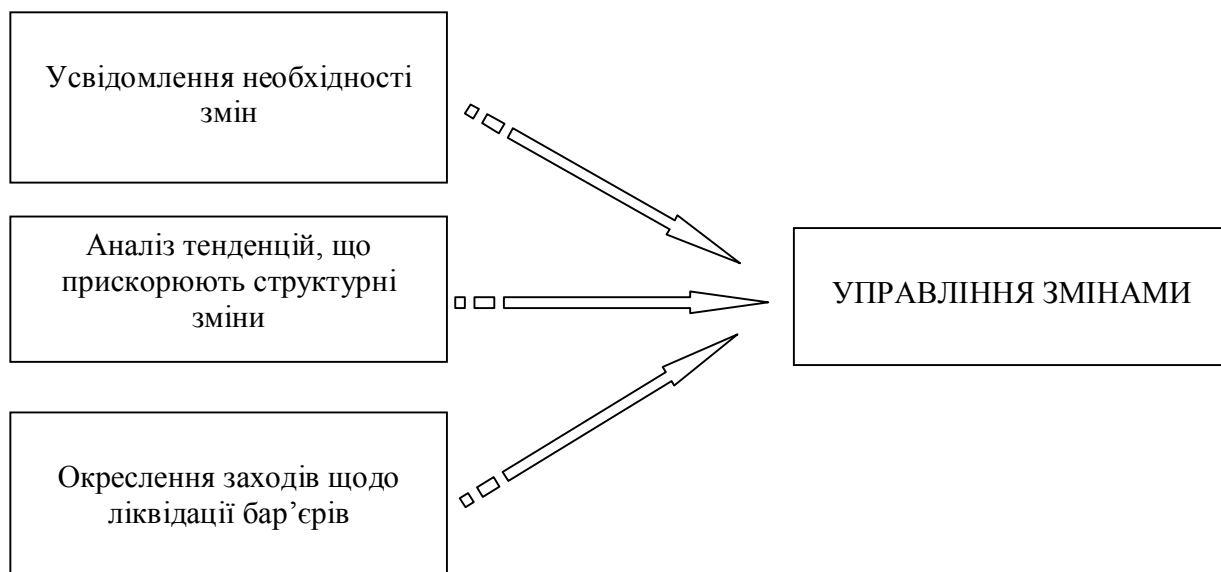 Усвідомлення необхідності
змін
Аналіз тенденцій, що
прискорюють структурні
зміни
УПРАВЛІННЯ ЗМІНАМИ
Окреслення заходів щодо
ліквідації бар’єрів